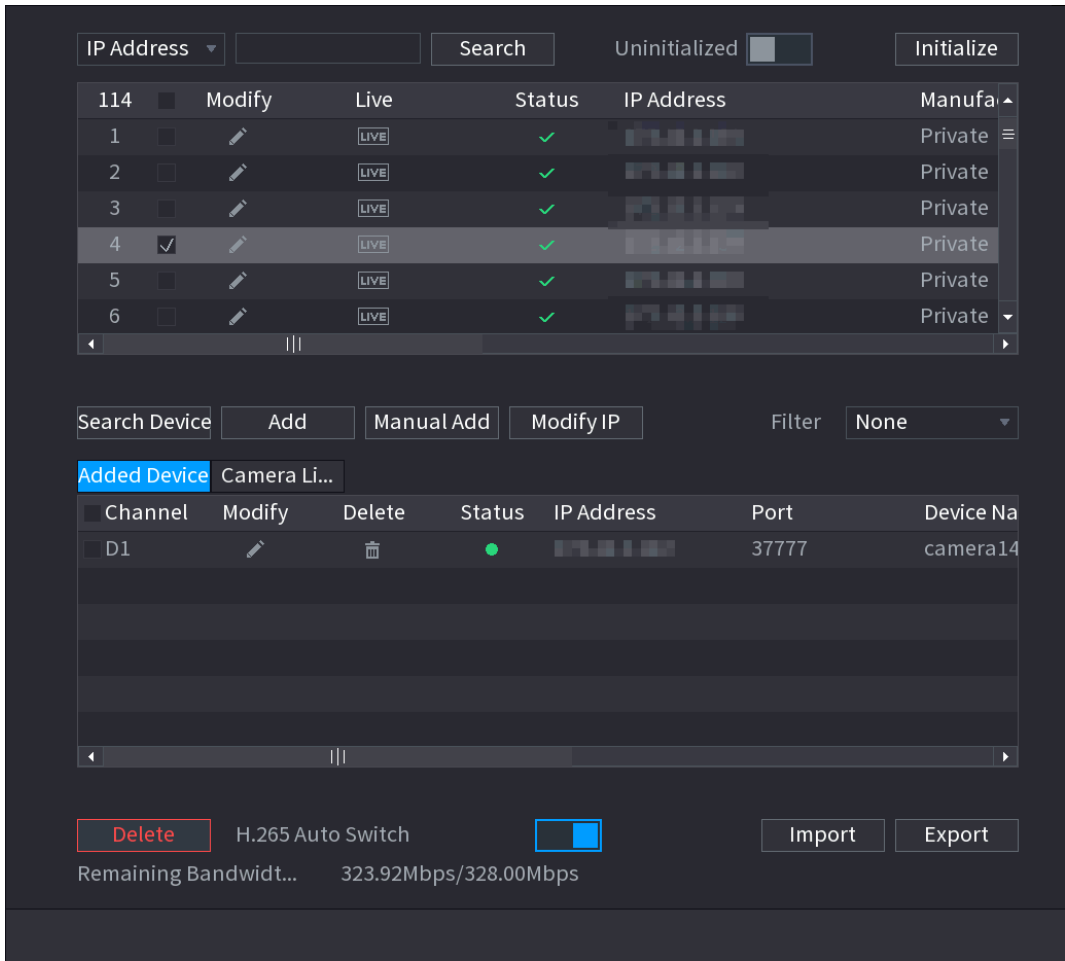 IP Address Search Uninitialized Initialize
114 Modify Live Status IP Address Manufa
1 LIVE Private
2 LIVE Private
3 LIVE Private
4 LIVE Private
5 LIVE Private
6 LIVE Private
Search Device Add Manual Add Modify IP Filter None
Added Device Camera Li...
Channel Modify Delete Status IP Address Port Device Na
D1 37777 camera14
Delete H.265 Auto Switch Import Export
Remaining Bandwidt... 323.92Mbps/328.00Mbps